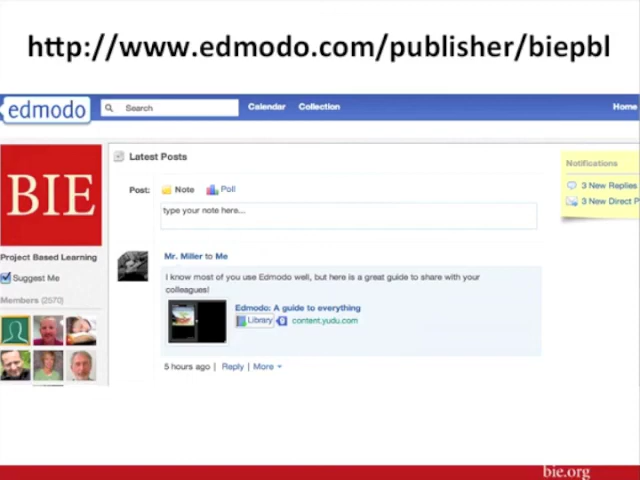 http://www.edmodo.com/publisher/biepbl
edmodo
Search
Calendar
Collection
Home
BIE
Project Based Learning
Suggest Me
Members (2570)
Latest Posts
Post:
Note
Poll
type your note here...
Mr. Miller to Me
I know most of you use Edmodo well, but here is a great guide to share with your
colleagues!
Edmodo: A guide to everything
Library
content.yudu.com
5 hours ago | Reply | More
Notifications
3 New Replies
3 New Direct P
bie.org